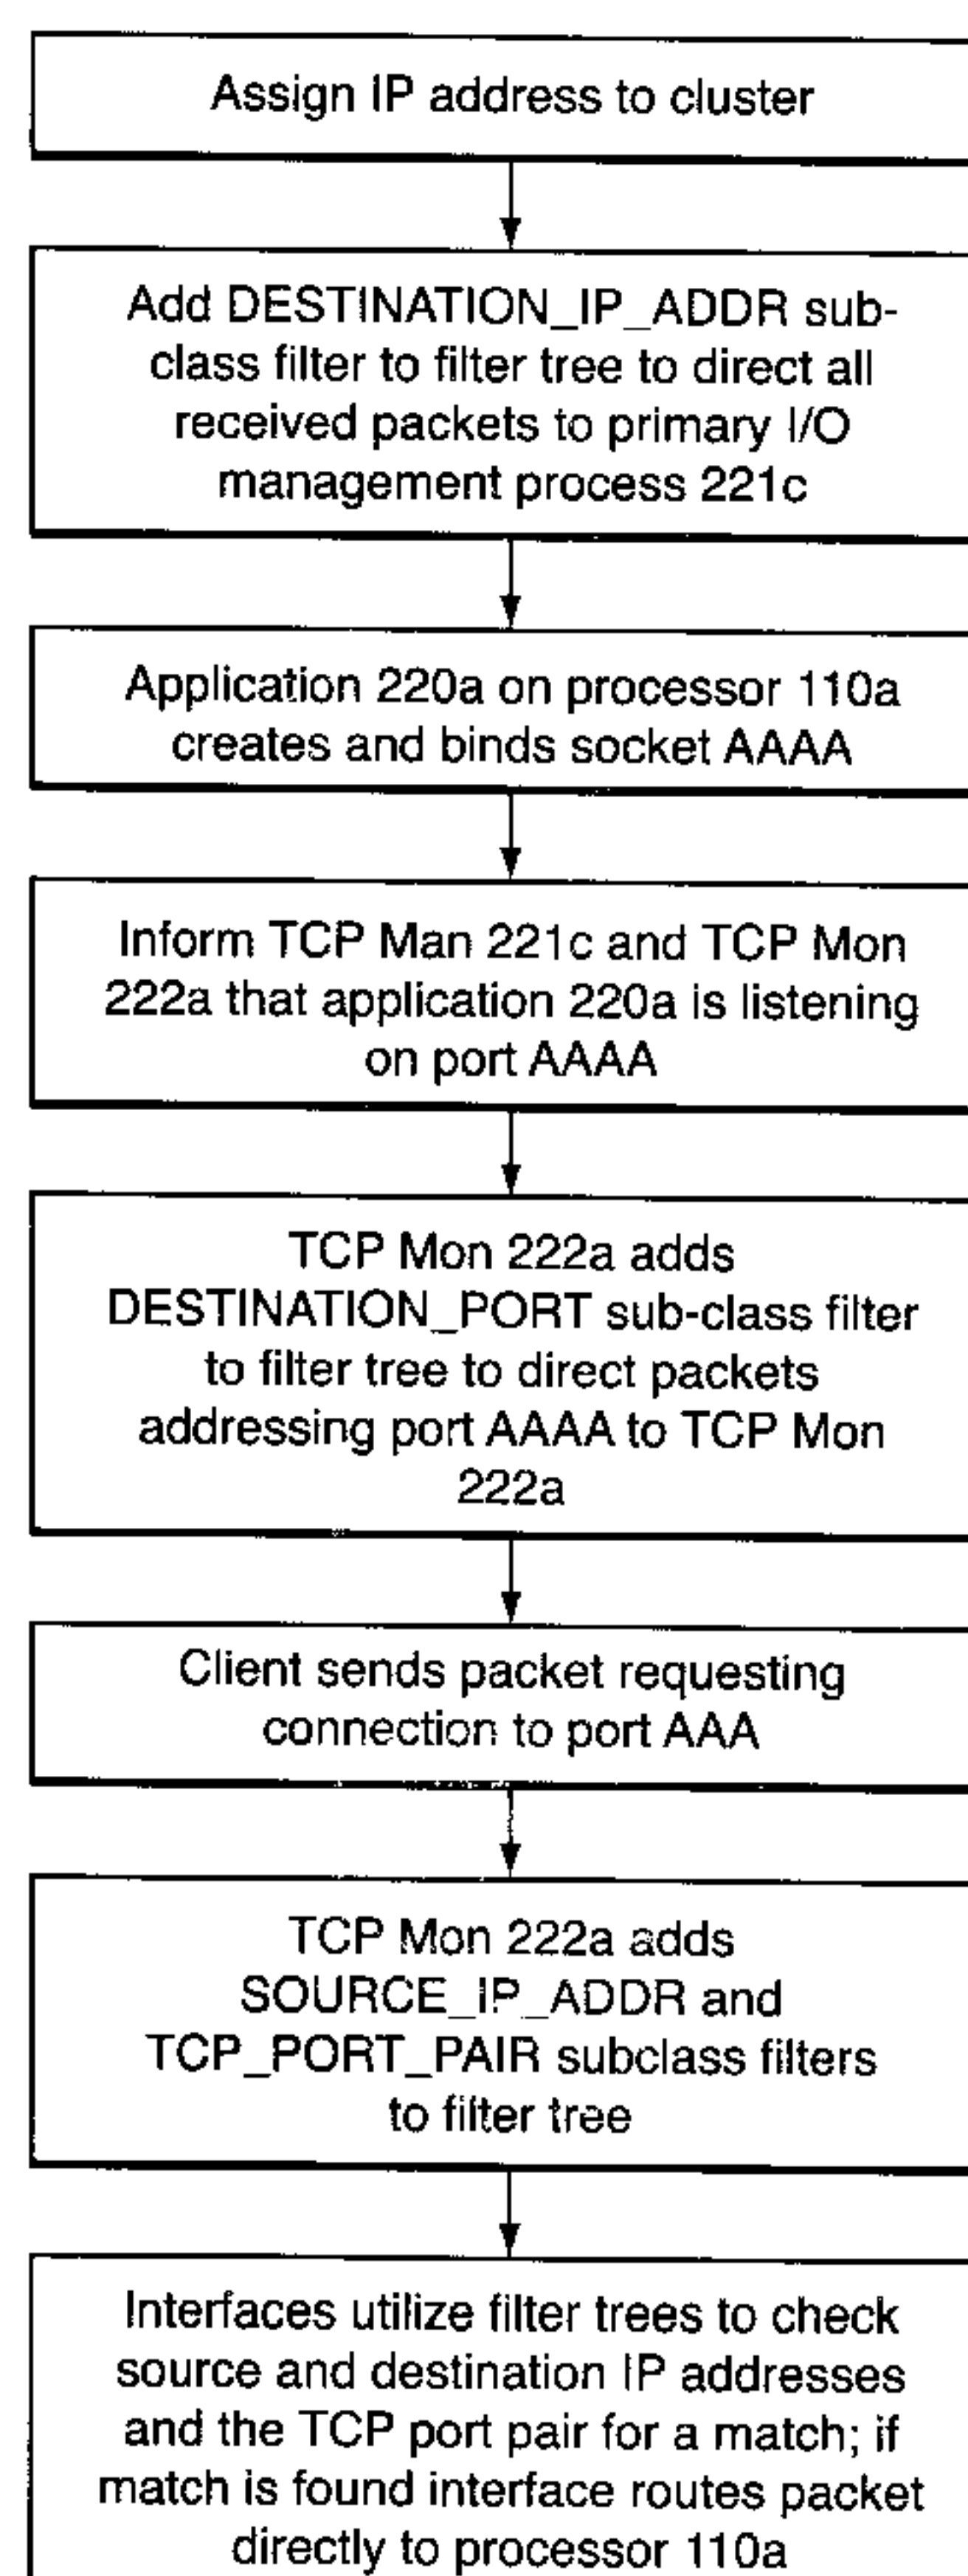 Assign IP address to cluster
Add DESTINATION_IP_ADDR sub-
class filter to filter tree to direct all
received packets to primary I/O
management process 221c
Application 220a on processor 110a
creates and binds socket AAAA
Inform TCP Man 221c and TCP Mon
222a that application 220a is listening
on port AAAA
TCP Mon 222a adds
DESTINATION_PORT sub-class filter
to filter tree to direct packets
addressing port AAAA to TCP Mon
222a
Client sends packet requesting
connection to port AAA
TCP Mon 222a adds
SOURCE_IP_ADDR and
TCP_PORT_PAIR subclass filters
to filter tree
Interfaces utilize filter trees to check
source and destination IP addresses
and the TCP port pair for a match; if
match is found interface routes packet
directly to processor 110a